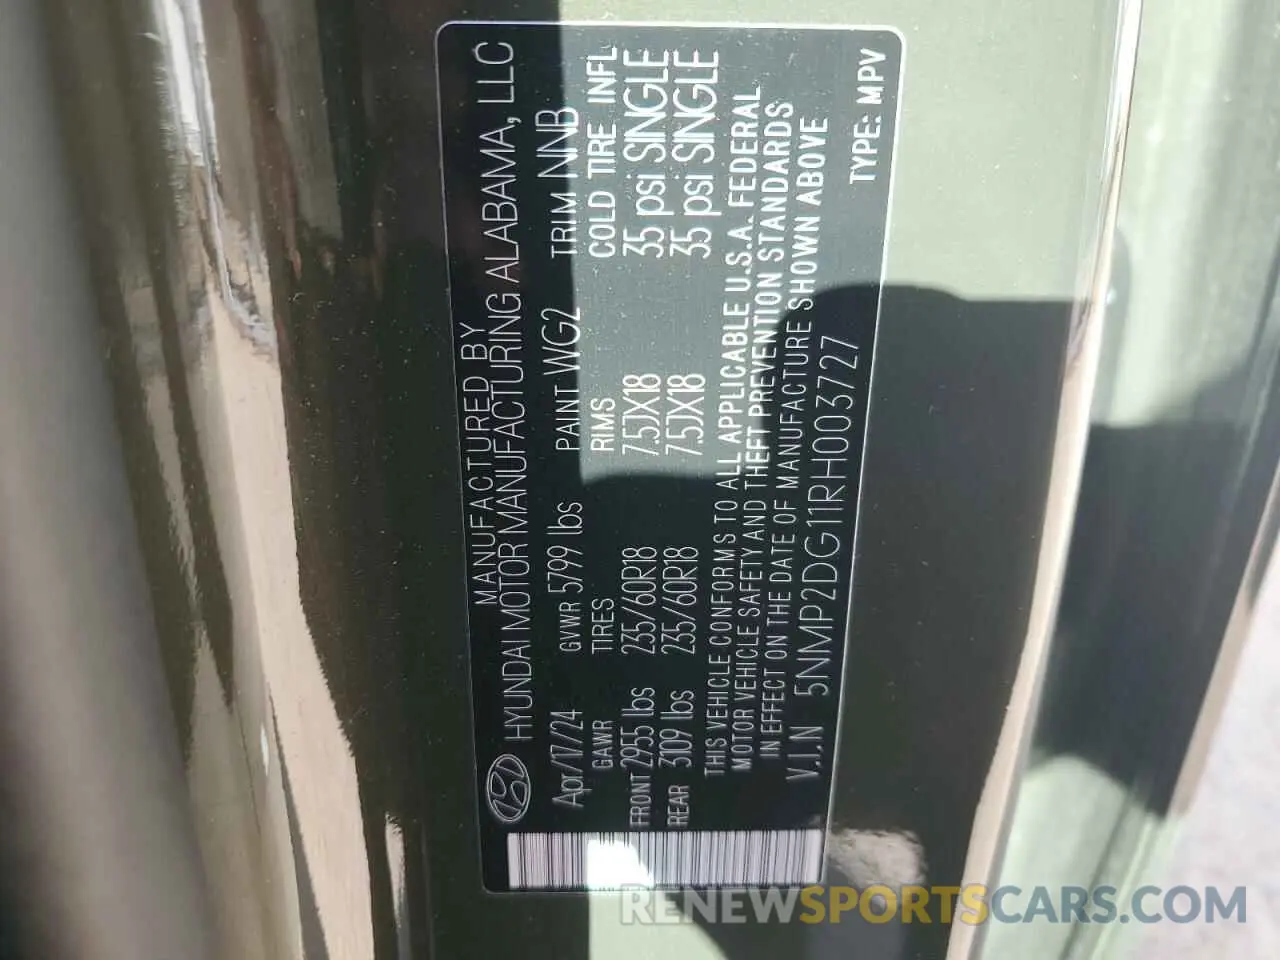 MANUFACTURED BY
HYUNDAI MOTOR MANUFACTURING ALABAMA, LLC
Apr/17/24 GVWR 5799 lbs PAINT WG2 TRIM NNB
GAWR TIRES RIMS COLD TIRE INFL
FRONT 2955 lbs 235/60R18 7.5JX18 35 psi SINGLE
REAR 3109 lbs 235/60R18 7.5JX18 35 psi SINGLE
THIS VEHICLE CONFORMS TO ALL APPLICABLE U.S.A. FEDERAL
MOTOR VEHICLE SAFETY AND THEFT PREVENTION STANDARDS
IN EFFECT ON THE DATE OF MANUFACTURE SHOWN ABOVE
V.I.N 5NMP2DG11RH003727
TYPE: MPV
RENEWSPORTSCARS.COM